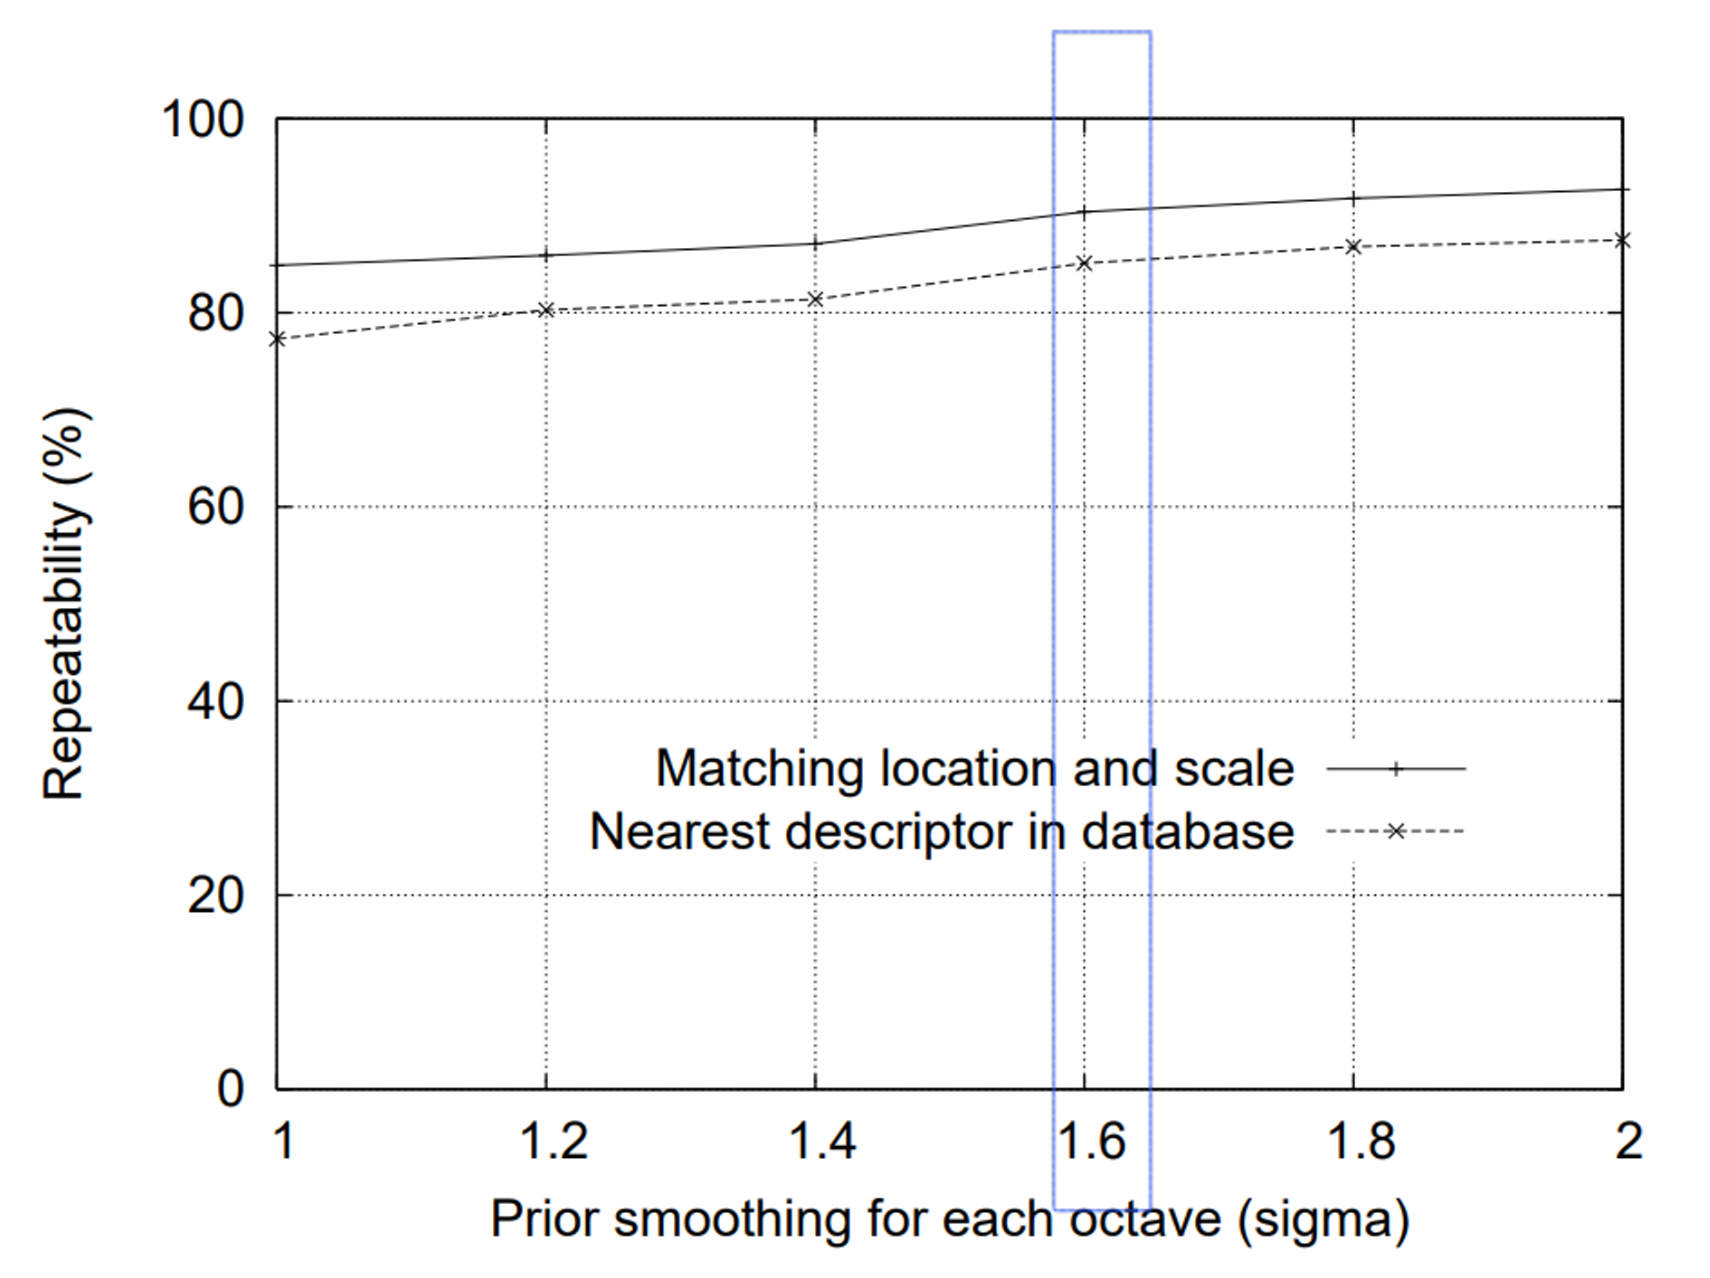 100
80
60
40
20
0
Repeatability (%)
Matching location and scale
Nearest descriptor in database
1 1.2 1.4 1.6 1.8 2
Prior smoothing for each octave (sigma)